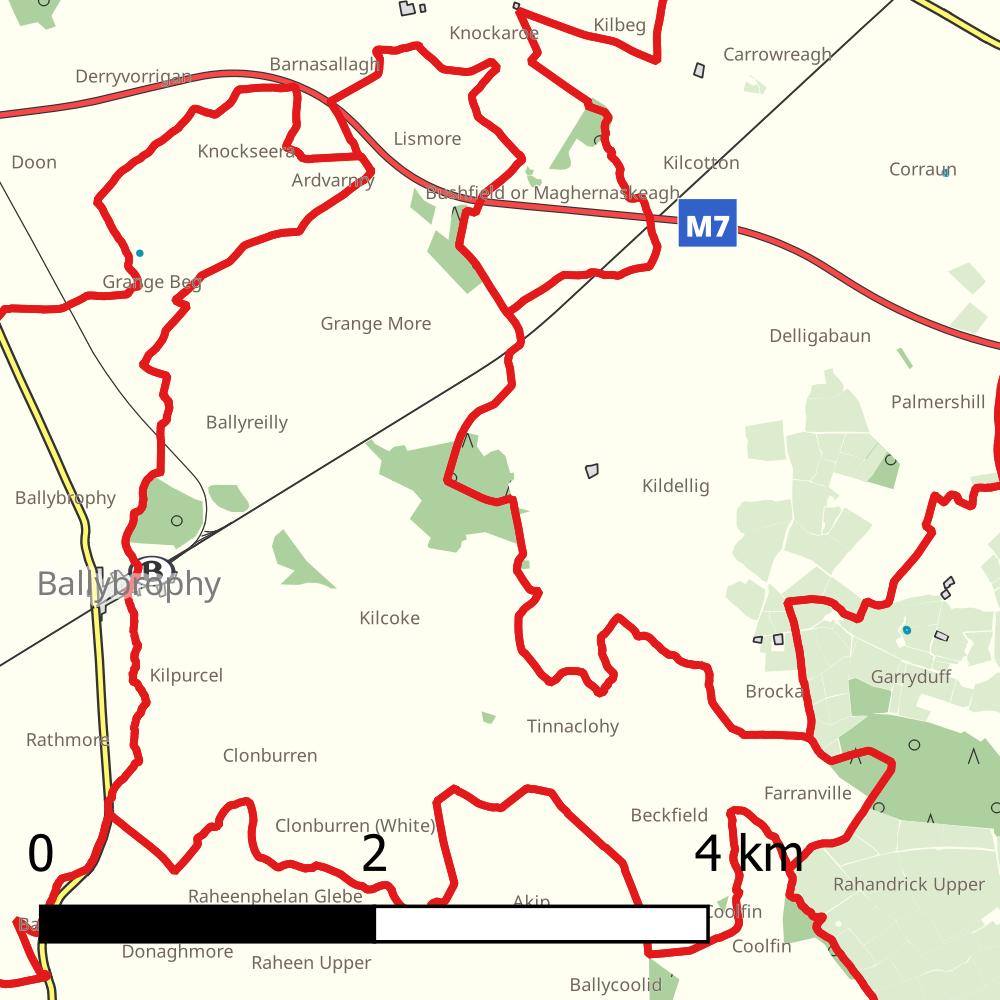 Kilbeg
Knockaroe
Carrowreagh
Barnasallagh
Derryvorrigan
Lismore
Knockseera
Doon
Kilcotton
Corraun
Ardvarney
Bushfield or Maghernaskeagh
M7
Grange Beg
Grange More
Delligabaun
Palmershill
Ballyreilly
Kildellig
Ballybrophy
B
Ballybrophy
Kilcoke
Kilpurcel
Garryduff
Brocka
Tinnaclohy
Rathmore
Clonburren
Farranville
Beckfield
Clonburren (White)
0 2 4 km
Rahandrick Upper
Raheenphelan Glebe
Akip
Coolfin
Ba
Coolfin
Donaghmore
Raheen Upper
Ballycoolid